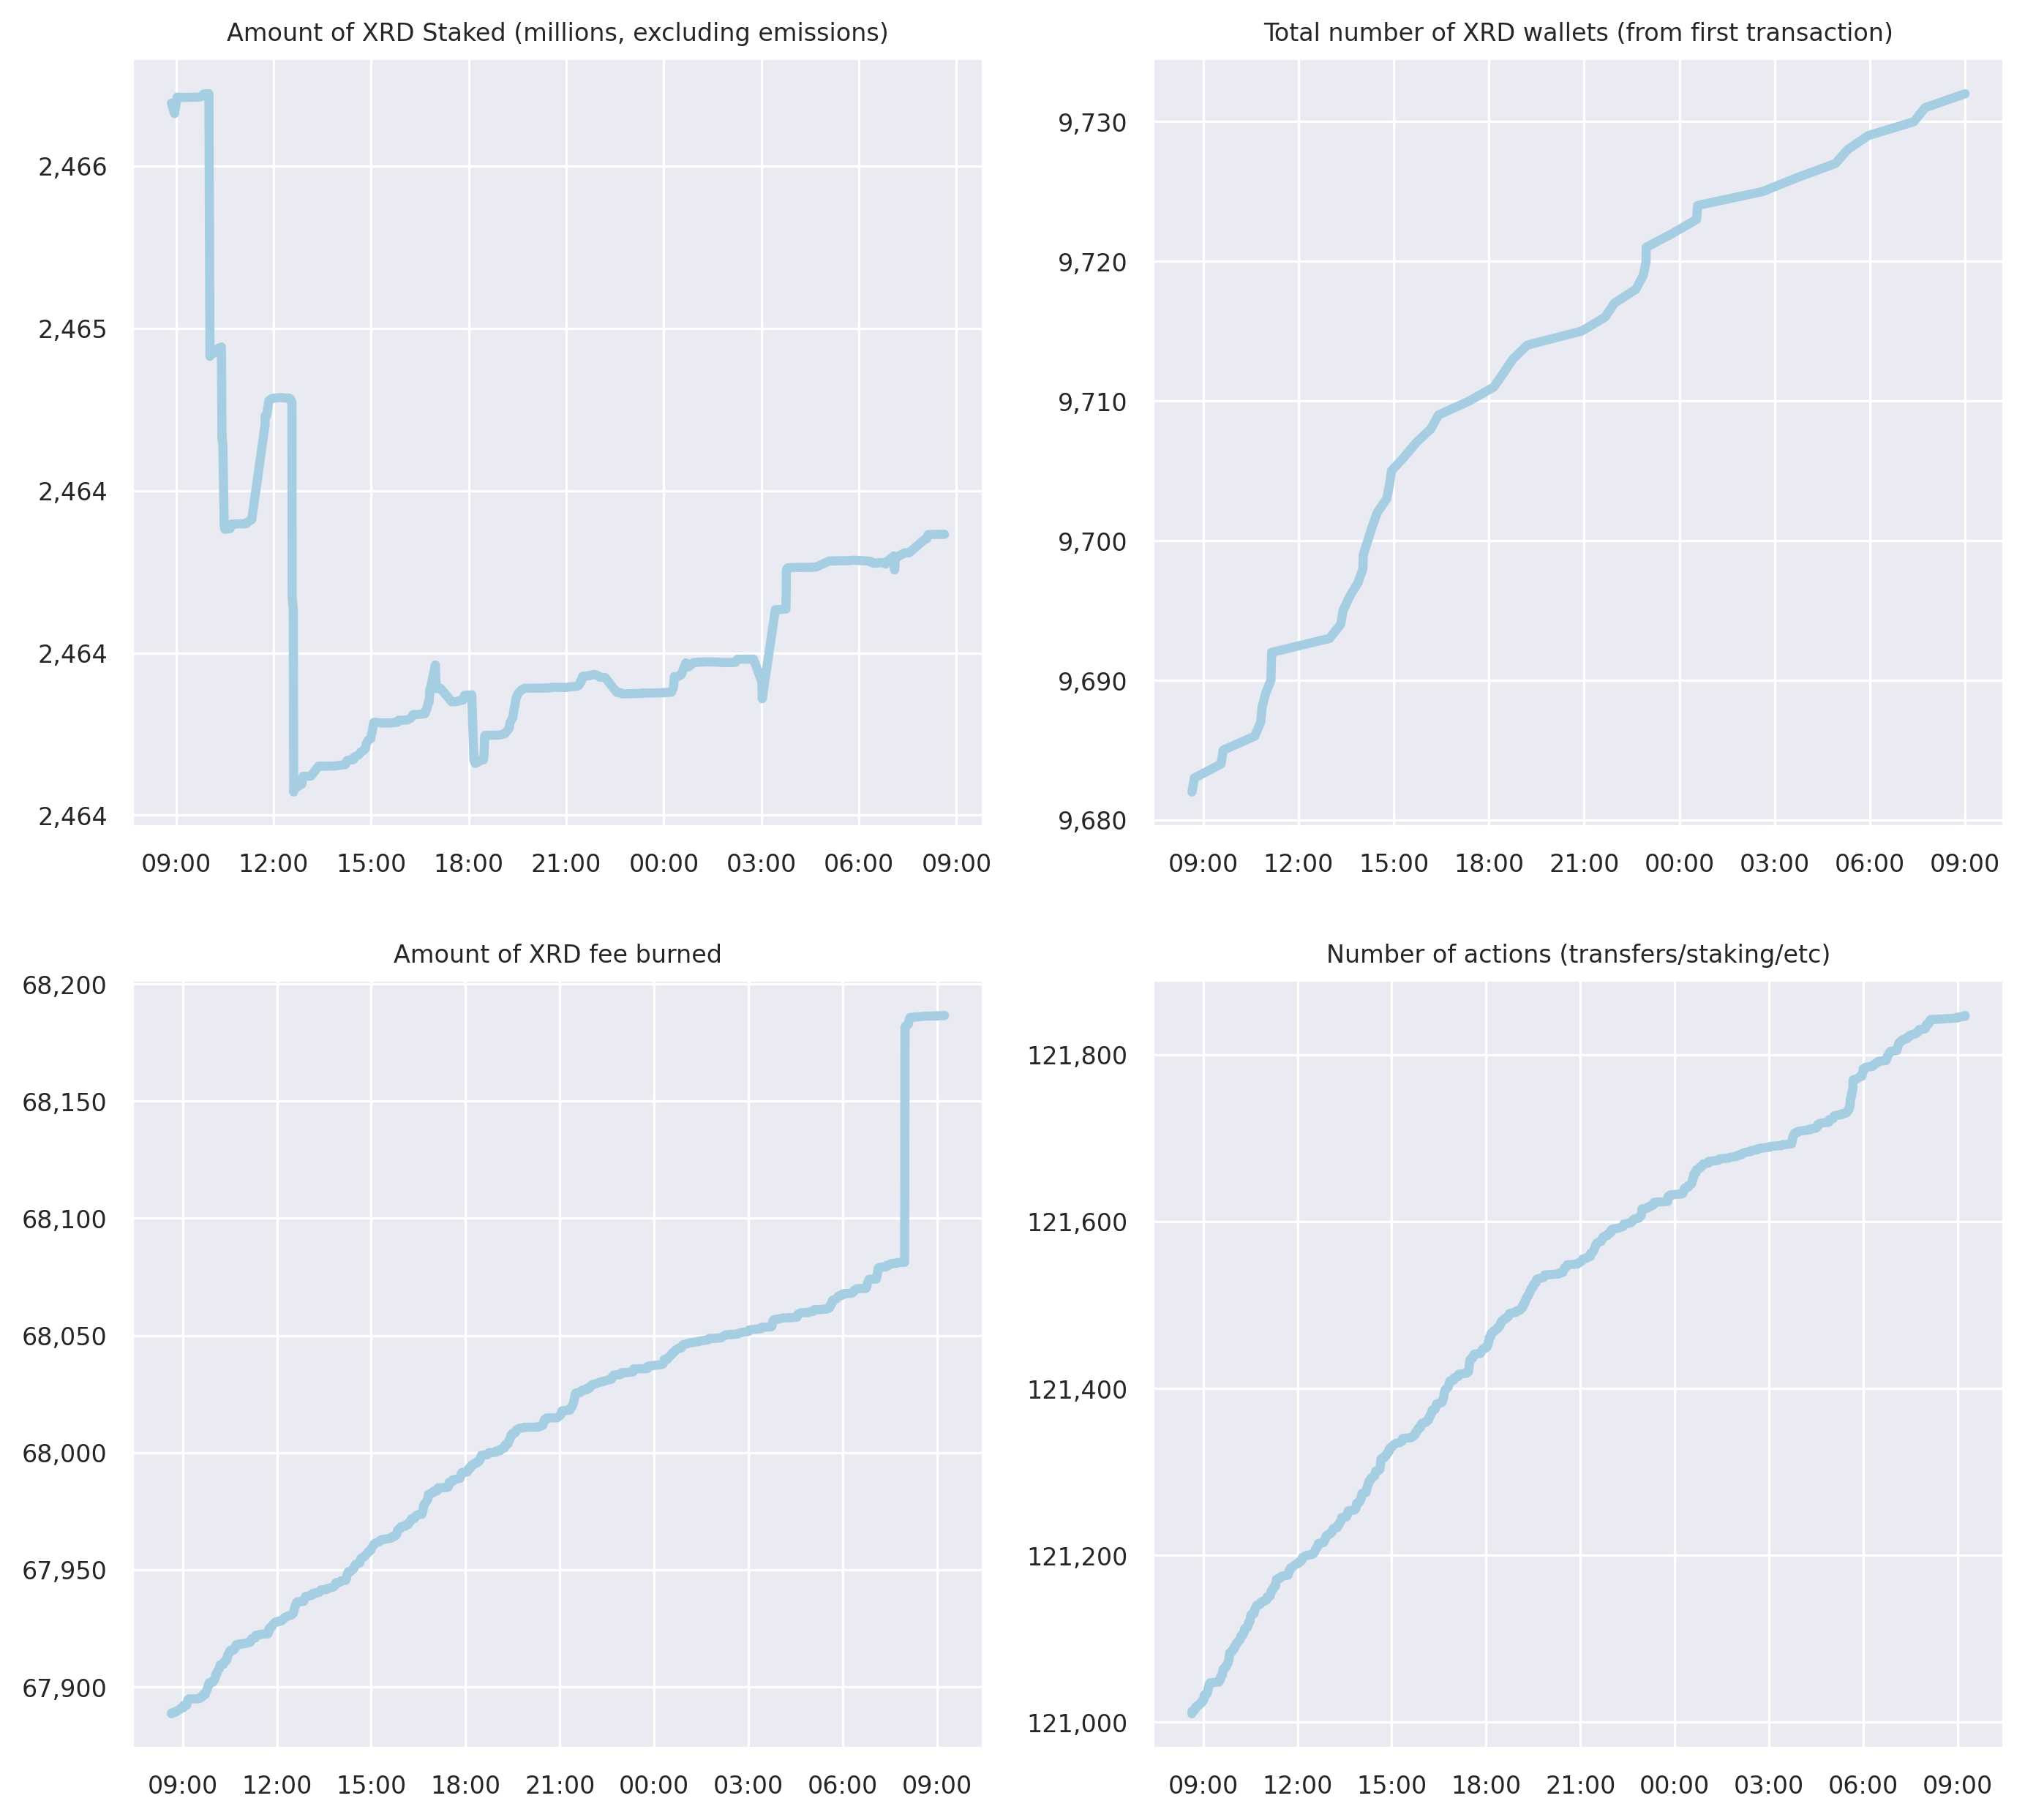 Amount of XRD Staked (millions, excluding emissions)
2,466
2,465
2,464
2,464
2,464
09:00 12:00 15:00 18:00 21:00 00:00 03:00 06:00 09:00
Total number of XRD wallets (from first transaction)
9,730
9,720
9,710
9,700
9,690
9,680
09:00 12:00 15:00 18:00 21:00 00:00 03:00 06:00 09:00
Amount of XRD fee burned
68,200
68,150
68,100
68,050
68,000
67,950
67,900
09:00 12:00 15:00 18:00 21:00 00:00 03:00 06:00 09:00
Number of actions (transfers/staking/etc)
121,800
121,600
121,400
121,200
121,000
09:00 12:00 15:00 18:00 21:00 00:00 03:00 06:00 09:00